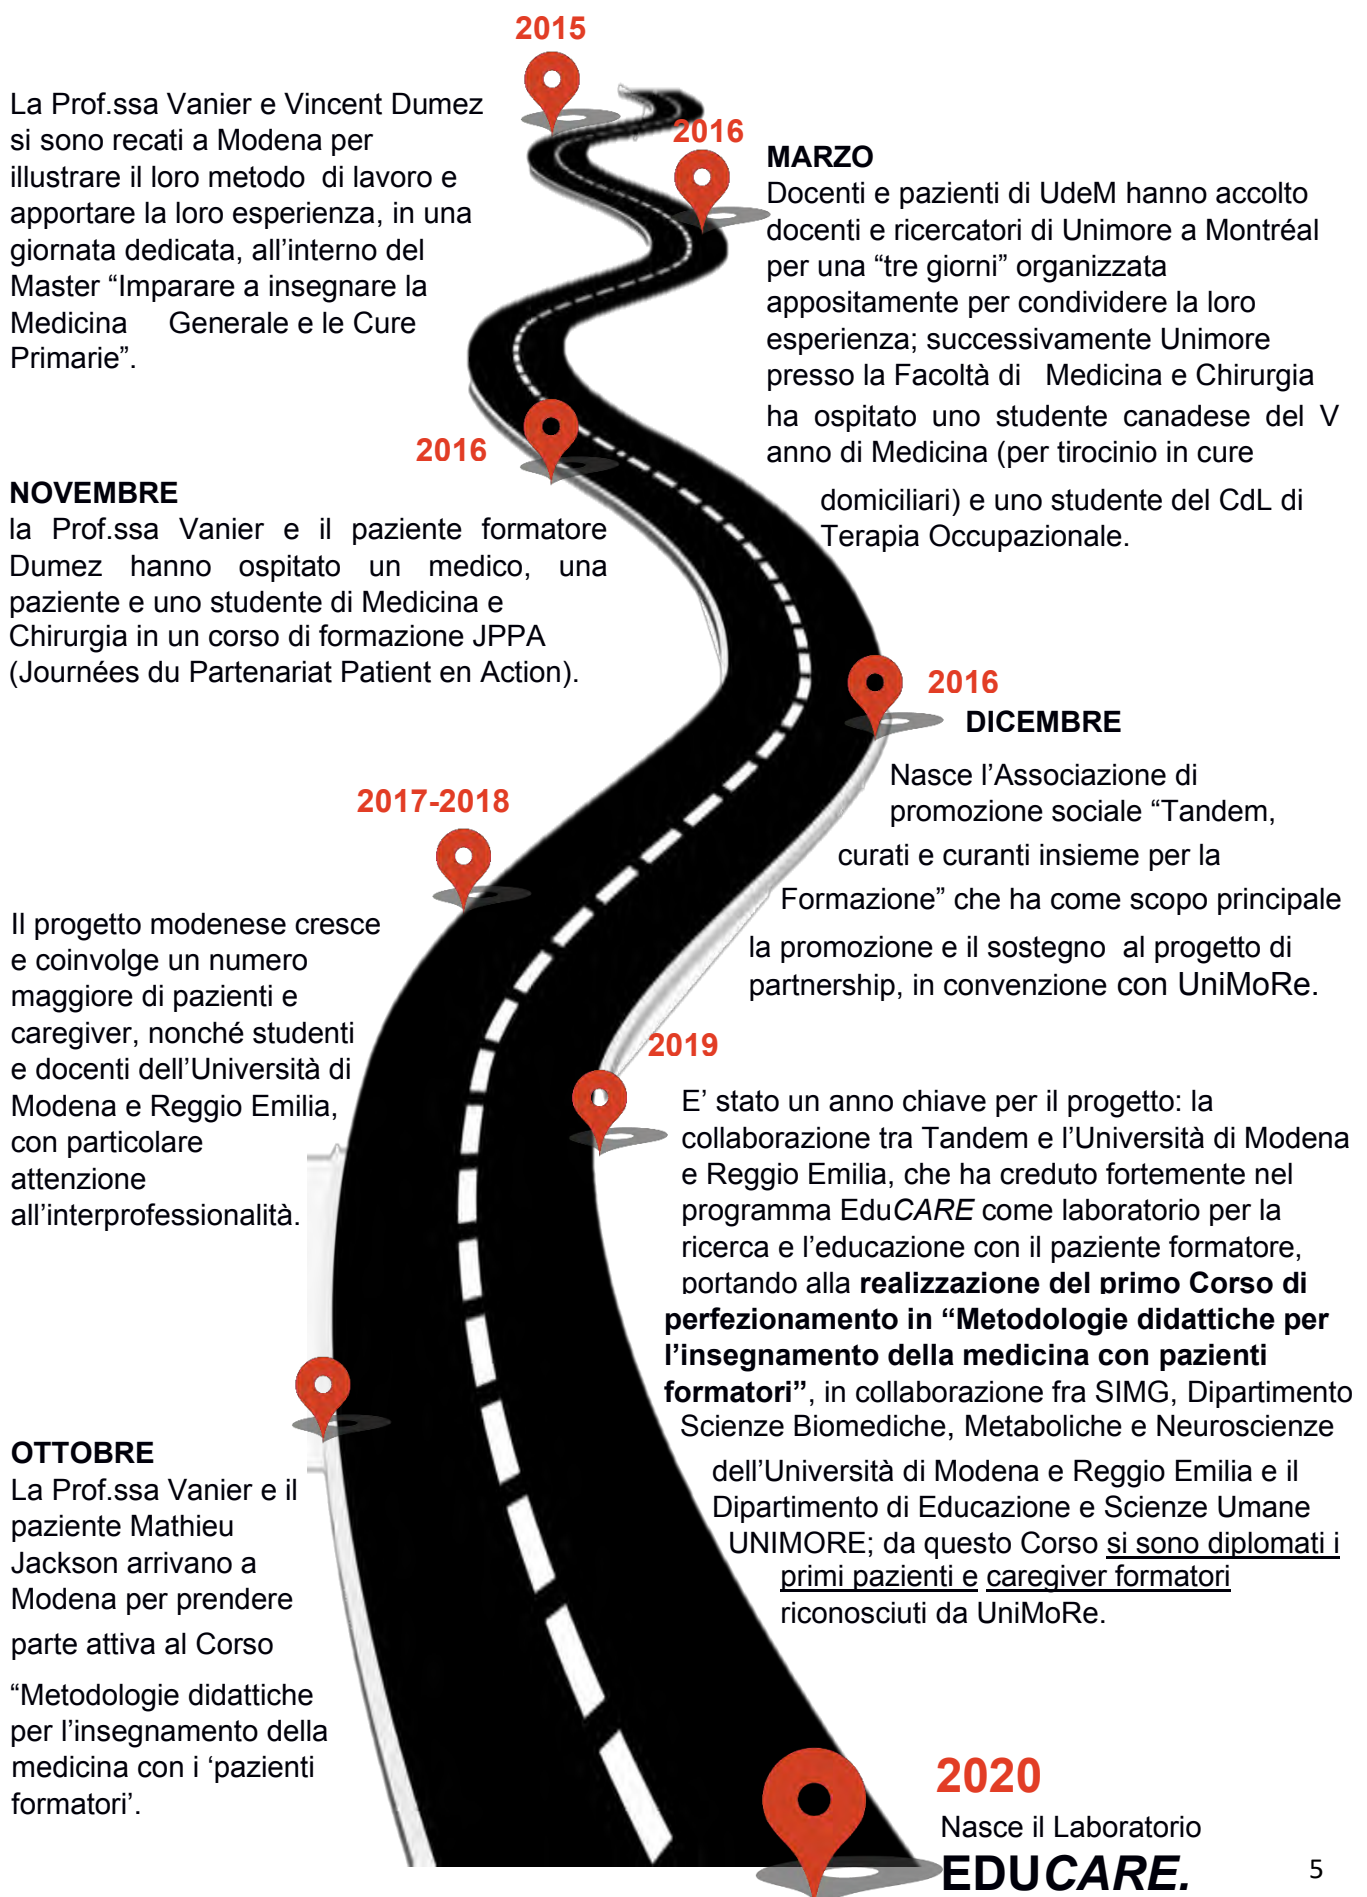 2015
La Prof.ssa Vanier e Vincent Dumez
si sono recati a Modena per
illustrare il loro metodo di lavoro e
apportare la loro esperienza, in una
giornata dedicata, all’interno del
Master “Imparare a insegnare la
Medicina Generale e le Cure
Primarie”.
2016
MARZO
Docenti e pazienti di UdeM hanno accolto
docenti e ricercatori di Unimore a Montréal
per una “tre giorni” organizzata
appositamente per condividere la loro
esperienza; successivamente Unimore
presso la Facoltà di Medicina e Chirurgia
ha ospitato uno studente canadese del V
anno di Medicina (per tirocinio in cure
domiciliari) e uno studente del CdL di
Terapia Occupazionale.
2016
NOVEMBRE
la Prof.ssa Vanier e il paziente formatore
Dumez hanno ospitato un medico, una
paziente e uno studente di Medicina e
Chirurgia in un corso di formazione JPPA
(Journées du Partenariat Patient en Action).
2016
DICEMBRE
Nasce l’Associazione di
promozione sociale “Tandem,
curati e curanti insieme per la
Formazione” che ha come scopo principale
la promozione e il sostegno al progetto di
partnership, in convenzione con UniMoRe.
2017-2018
Il progetto modenese cresce
e coinvolge un numero
maggiore di pazienti e
caregiver, nonché studenti
e docenti dell’Università di
Modena e Reggio Emilia,
con particolare
attenzione
all’interprofessionalità.
2019
E’ stato un anno chiave per il progetto: la
collaborazione tra Tandem e l’Università di Modena
e Reggio Emilia, che ha creduto fortemente nel
programma EduCARE come laboratorio per la
ricerca e l’educazione con il paziente formatore,
portando alla realizzazione del primo Corso di
perfezionamento in “Metodologie didattiche per
l’insegnamento della medicina con pazienti
formatori”, in collaborazione fra SIMG, Dipartimento
Scienze Biomediche, Metaboliche e Neuroscienze
dell’Università di Modena e Reggio Emilia e il
Dipartimento di Educazione e Scienze Umane
UNIMORE; da questo Corso si sono diplomati i
primi pazienti e caregiver formatori
riconosciuti da UniMoRe.
OTTOBRE
La Prof.ssa Vanier e il
paziente Mathieu
Jackson arrivano a
Modena per prendere
parte attiva al Corso
“Metodologie didattiche
per l’insegnamento della
medicina con i ‘pazienti
formatori’.
2020
Nasce il Laboratorio
EDUCARE.
5